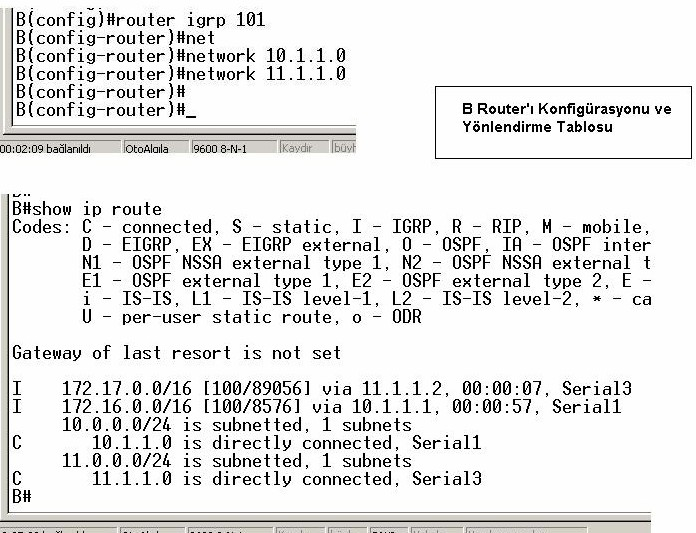 B(config)#router igrp 101
B(config-router)#net
B(config-router)#network 10.1.1.0
B(config-router)#network 11.1.1.0
B(config-router)#
B(config-router)#_
00:02:09 bağlanıldı OtoAlgıla 9600 8-N-1 Kaydır büyh
B Router'ı Konfigürasyonu ve
Yönlendirme Tablosu
B#show ip route
Codes: C - connected, S - static, I - IGRP, R - RIP, M - mobile,
D - EIGRP, EX - EIGRP external, O - OSPF, IA - OSPF inter
N1 - OSPF NSSA external type 1, N2 - OSPF NSSA external t
E1 - OSPF external type 1, E2 - OSPF external type 2, E -
i - IS-IS, L1 - IS-IS level-1, L2 - IS-IS level-2, * - ca
U - per-user static route, o - ODR
Gateway of last resort is not set
I 172.17.0.0/16 [100/89056] via 11.1.1.2, 00:00:07, Serial3
I 172.16.0.0/16 [100/8576] via 10.1.1.1, 00:00:57, Serial1
10.0.0.0/24 is subnetted, 1 subnets
C 10.1.1.0 is directly connected, Serial1
11.0.0.0/24 is subnetted, 1 subnets
C 11.1.1.0 is directly connected, Serial3
B#